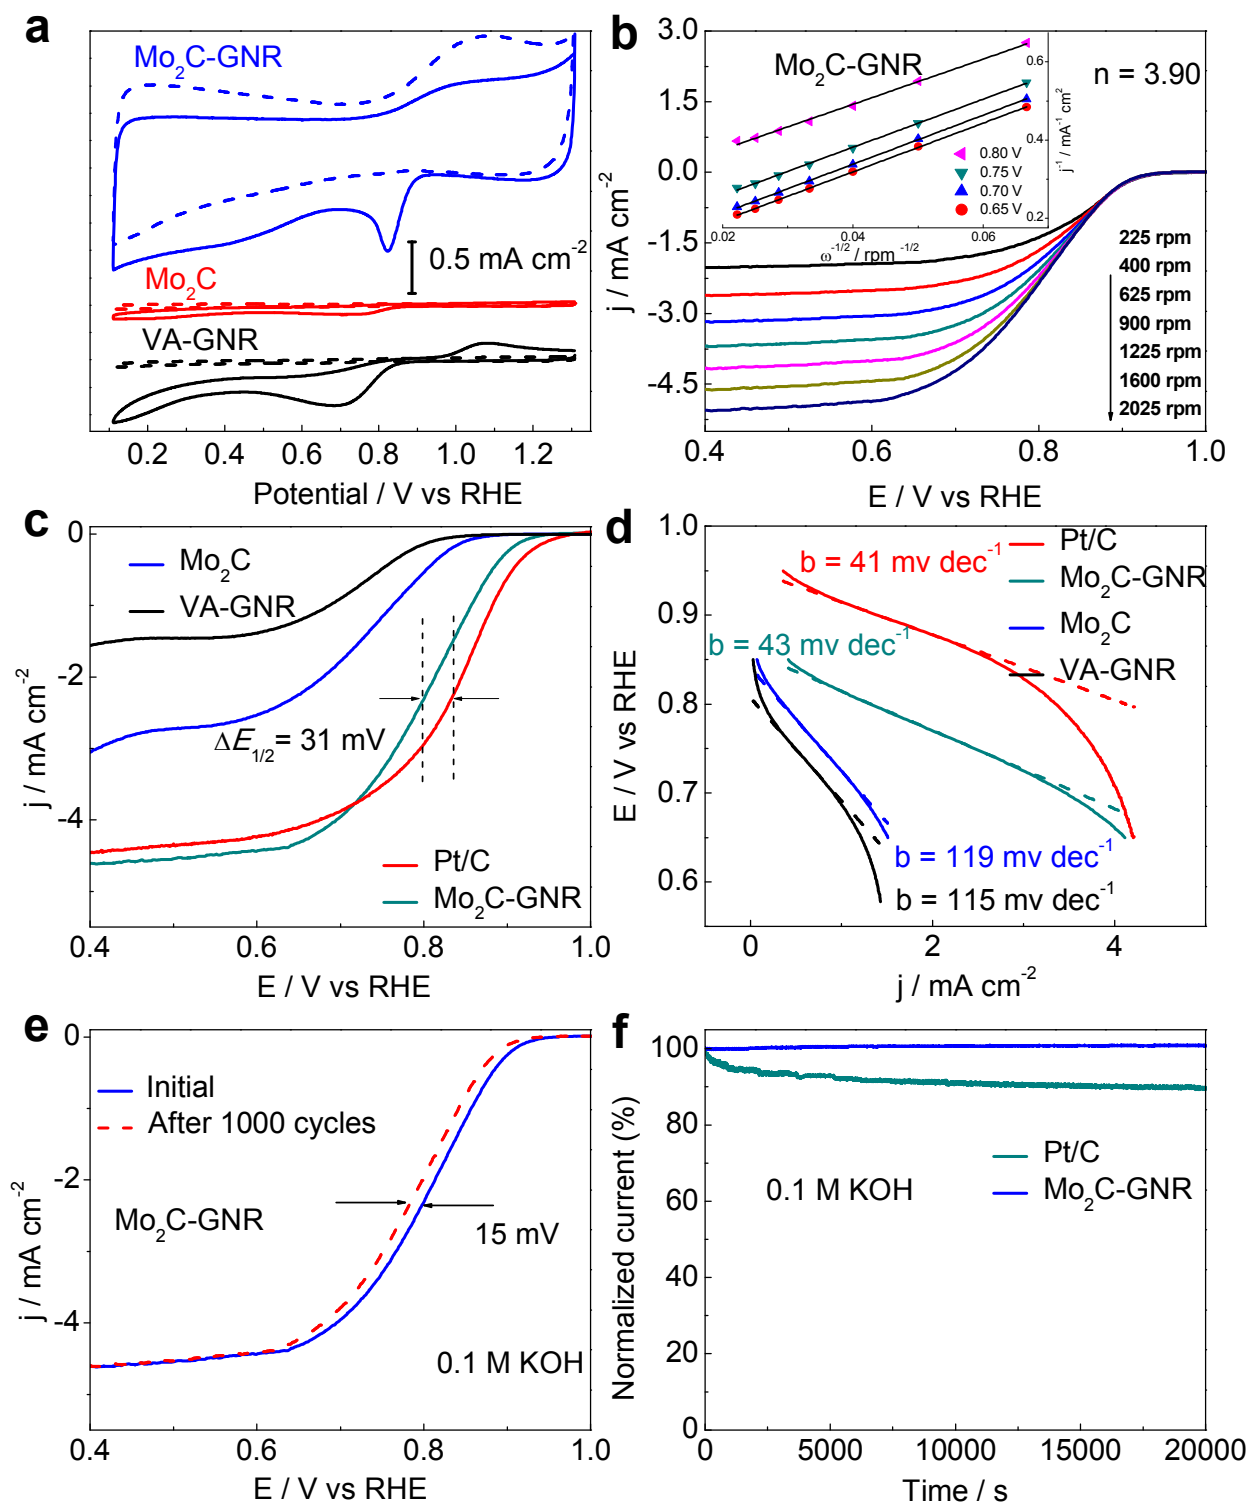 a
Mo2C-GNR
0.5 mA cm-2
Mo2C
VA-GNR
0.2 0.4 0.6 0.8 1.0 1.2
Potential / V vs RHE
b
3.0
1.5
0.0
-1.5
-3.0
-4.5
j / mA cm-2
Mo2C-GNR
n = 3.90
0.80 V
0.75 V
0.70 V
0.65 V
0.6
0.4
0.2
j-1 / mA-1 cm2
0.02 0.04 0.06
ω-1/2 / rpm-1/2
225 rpm
400 rpm
625 rpm
900 rpm
1225 rpm
1600 rpm
2025 rpm
0.4 0.6 0.8 1.0
E / V vs RHE
c
0
-2
-4
j / mA cm-2
Mo2C
VA-GNR
ΔE1/2= 31 mV
Pt/C
Mo2C-GNR
0.4 0.6 0.8 1.0
E / V vs RHE
d
1.0
0.9
0.8
0.7
0.6
E / V vs RHE
b = 41 mv dec-1
b = 43 mv dec-1
Pt/C
Mo2C-GNR
Mo2C
VA-GNR
b = 119 mv dec-1
b = 115 mv dec-1
0 2 4
j / mA cm-2
e
0
-2
-4
j / mA cm-2
Initial
After 1000 cycles
Mo2C-GNR
15 mV
0.1 M KOH
0.4 0.6 0.8 1.0
E / V vs RHE
f
100
80
60
40
20
0
Normalized current (%)
Pt/C
Mo2C-GNR
0.1 M KOH
0 5000 10000 15000 20000
Time / s